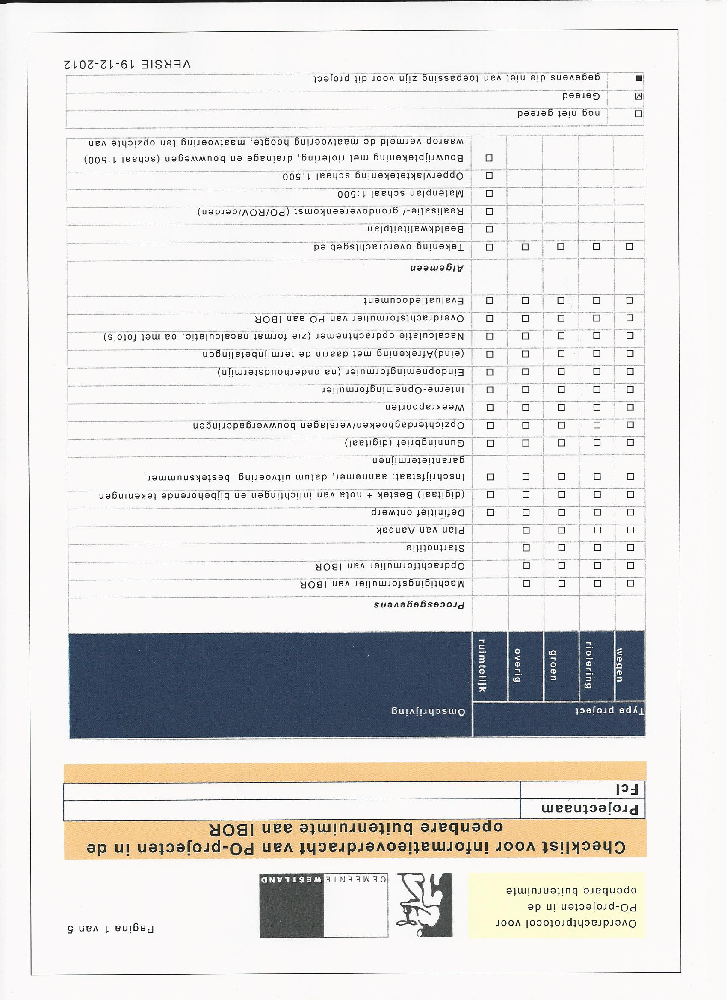 Overdrachtprotocol voor
PO-projecten in de
openbare buitenruimte
GEMEENTE WESTLAND
Pagina 1 van 5
Checklist voor informatieoverdracht van PO-projecten in de
openbare buitenruimte aan IBOR
Projectnaam
Fcl
Type project
Omschrijving
wegen
riolering
groen
overig
ruimtelijk
Procesgegevens
☐ ☐ ☐ ☐ Machtigingsformulier van IBOR
☐ ☐ ☐ ☐ Opdrachtformulier van IBOR
☐ ☐ ☐ ☐ Startnotitie
☐ ☐ ☐ ☐ Plan van Aanpak
☐ ☐ ☐ ☐ ☐ Definitief ontwerp
☐ ☐ ☐ ☐ ☐ (digitaal) Bestek + nota van inlichtingen en bijbehorende tekeningen
☐ ☐ ☐ ☐ ☐ Inschrijfstaat: aannemer, datum uitvoering, besteksnummer,
garantietermijnen
☐ ☐ ☐ ☐ ☐ Gunningbrief (digitaal)
☐ ☐ ☐ ☐ ☐ Opzichterdagboeken/verslagen bouwvergaderingen
☐ ☐ ☐ ☐ ☐ Weekrapporten
☐ ☐ ☐ ☐ ☐ Interne-Opnemingformulier
☐ ☐ ☐ ☐ ☐ Eindopnemingformuier (na onderhoudstermijn)
☐ ☐ ☐ ☐ ☐ (eind)Afrekening met daarin de termijnbetalingen
☐ ☐ ☐ ☐ ☐ Nacalculatie opdrachtnemer (zie format nacalculatie, oa met foto's)
☐ ☐ ☐ ☐ ☐ Overdrachtsformulier van PO aan IBOR
☐ ☐ ☐ ☐ ☐ Evaluatiedocument
Algemeen
☐ ☐ ☐ ☐ ☐ Tekening overdrachtsgebied
☐ Beeldkwaliteitplan
☐ Realisatie-/ grondovereenkomst (PO/ROV/derden)
☐ Matenplan schaal 1:500
☐ Oppervlaktetekening schaal 1:500
☐ Bouwrijptekening met riolering, drainage en bouwwegen (schaal 1:500)
waarop vermeld de maatvoering hoogte, maatvoering ten opzichte van
☐ nog niet gereed
☑ Gereed
■ gegevens die niet van toepassing zijn voor dit project
VERSIE 19-12-2012